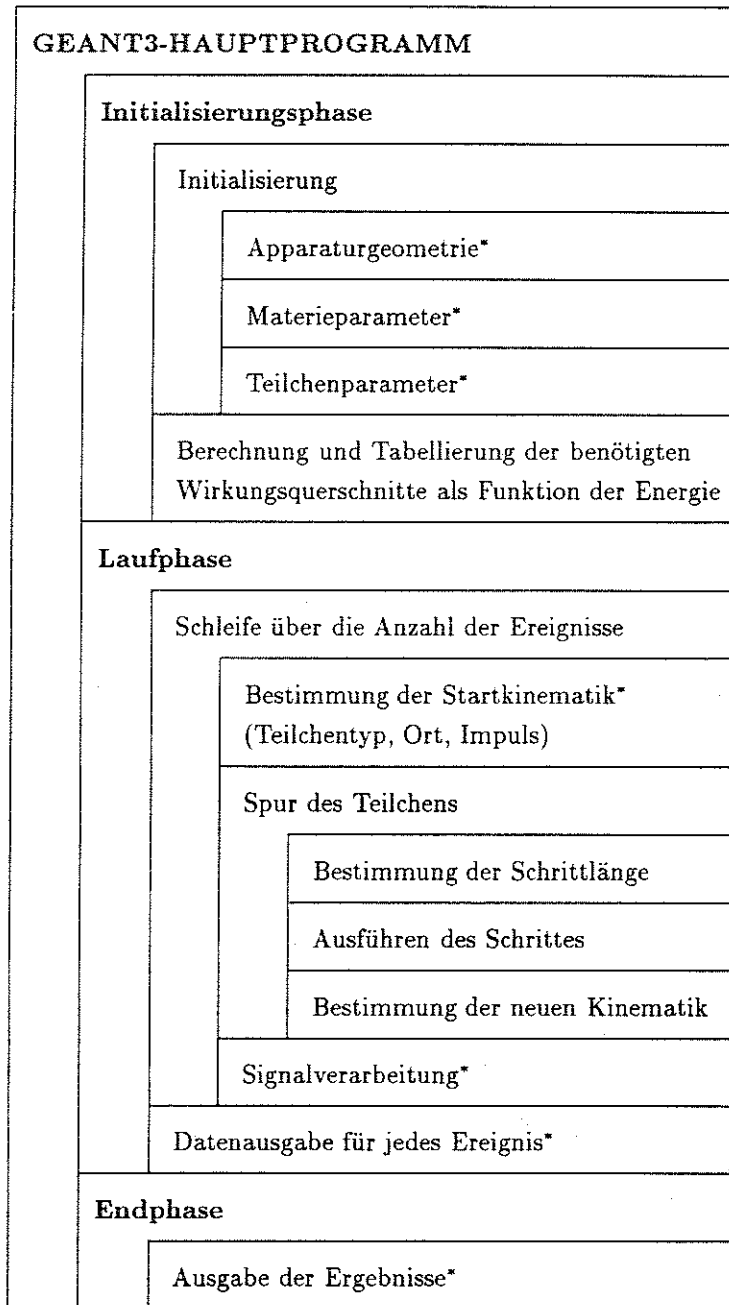 GEANT3-HAUPTPROGRAMM
Initialisierungsphase
Initialisierung
Apparaturgeometrie*
Materieparameter*
Teilchenparameter*
Berechnung und Tabellierung der benötigten
Wirkungsquerschnitte als Funktion der Energie
Laufphase
Schleife über die Anzahl der Ereignisse
Bestimmung der Startkinematik*
(Teilchentyp, Ort, Impuls)
Spur des Teilchens
Bestimmung der Schrittlänge
Ausführen des Schrittes
Bestimmung der neuen Kinematik
Signalverarbeitung*
Datenausgabe für jedes Ereignis*
Endphase
Ausgabe der Ergebnisse*